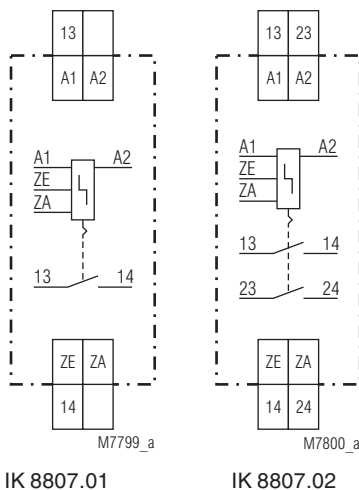 13
A1 A2
A1 A2
ZE
ZA
13 14
ZE ZA
14
M7799_a
IK 8807.01
13 23
A1 A2
A1 A2
ZE
ZA
13 14
23 24
ZE ZA
14 24
M7800_a
IK 8807.02